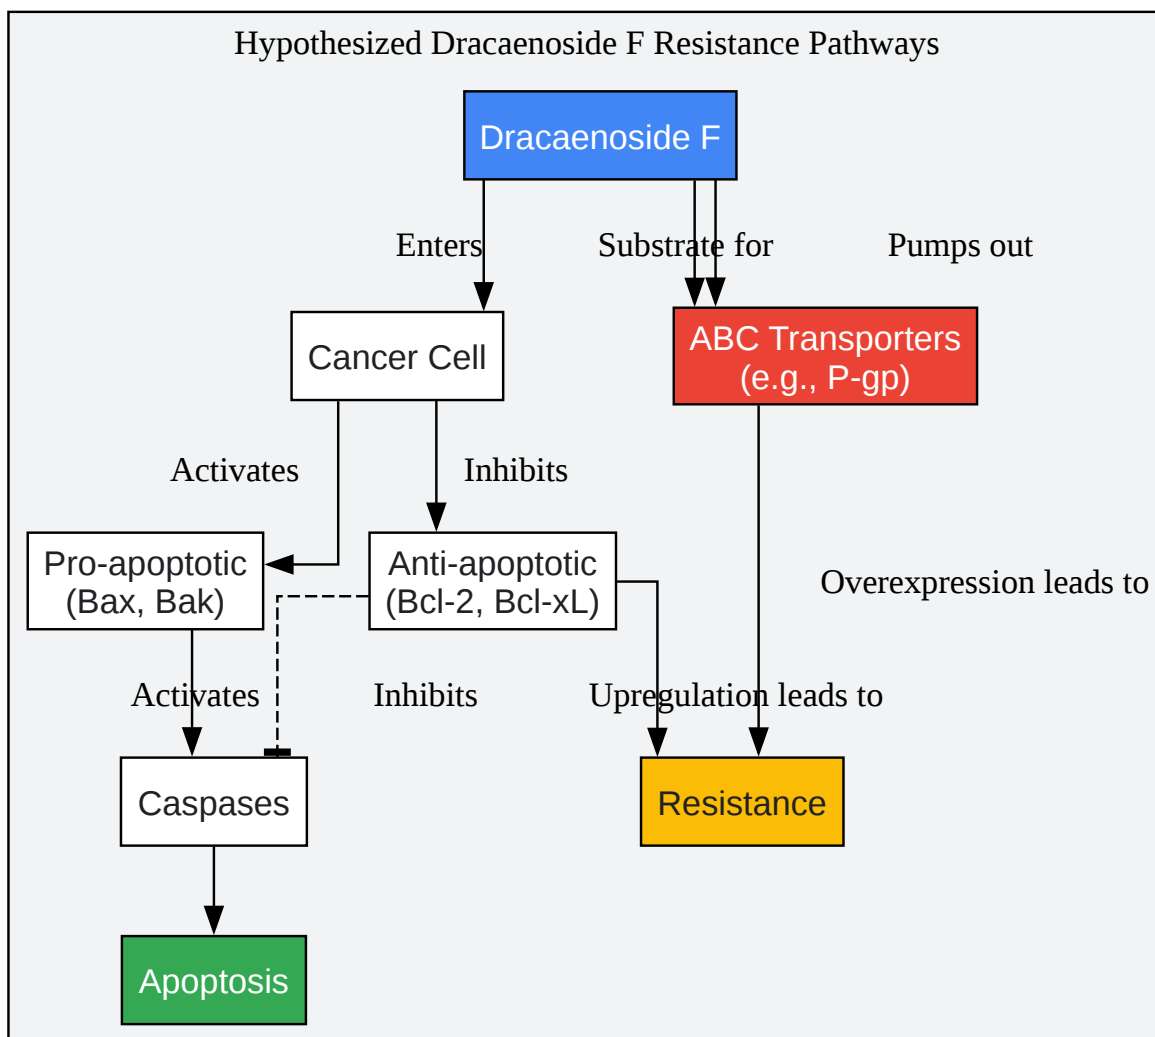 Hypothesized Dracaenoside F Resistance Pathways
Dracaenoside F
Enters
Substrate for
Pumps out
Cancer Cell
ABC Transporters
(e.g., P-gp)
Activates
Inhibits
Pro-apoptotic
(Bax, Bak)
Anti-apoptotic
(Bcl-2, Bcl-xL)
Overexpression leads to
Activates
Inhibits
Upregulation leads to
Caspases
Resistance
Apoptosis